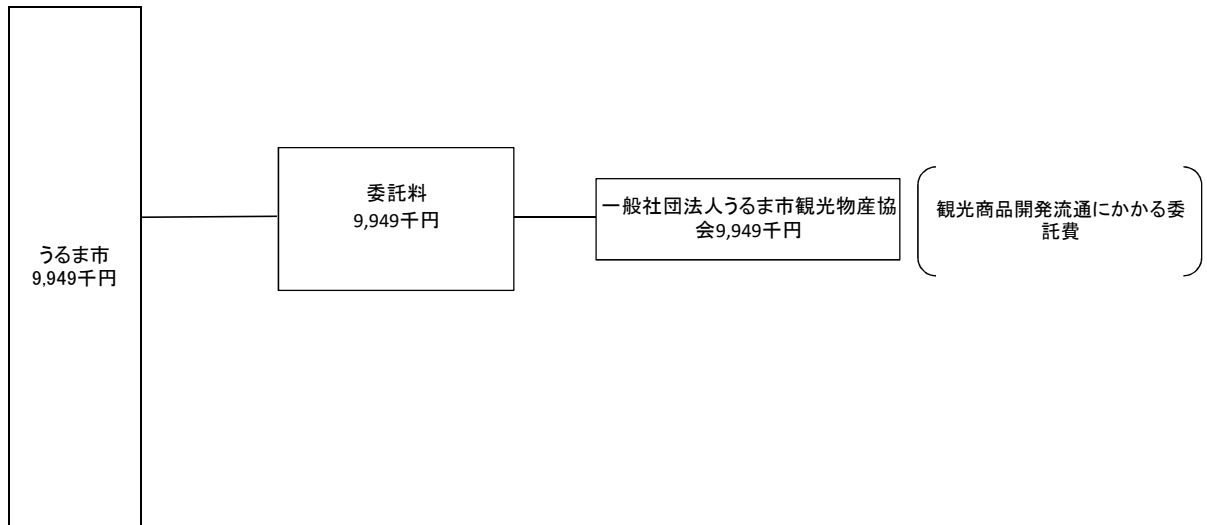 うるま市
9,949千円
委託料
9,949千円
一般社団法人うるま市観光物産協
会9,949千円
観光商品開発流通にかかる委
託費